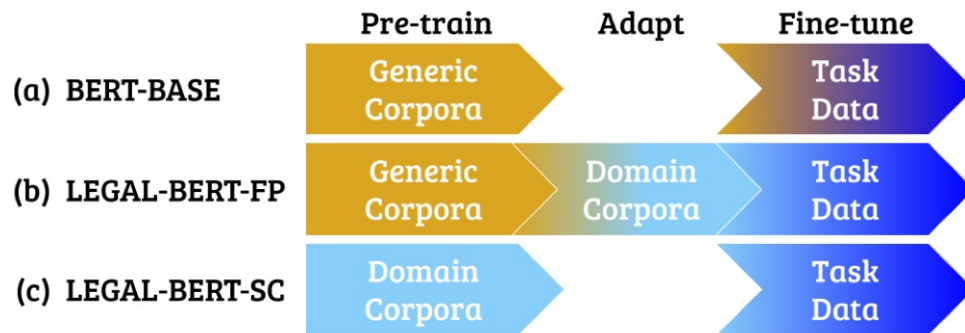 Pre-train Adapt Fine-tune
(a) BERT-BASE Generic Corpora Task Data
(b) LEGAL-BERT-FP Generic Corpora Domain Corpora Task Data
(c) LEGAL-BERT-SC Domain Corpora Task Data